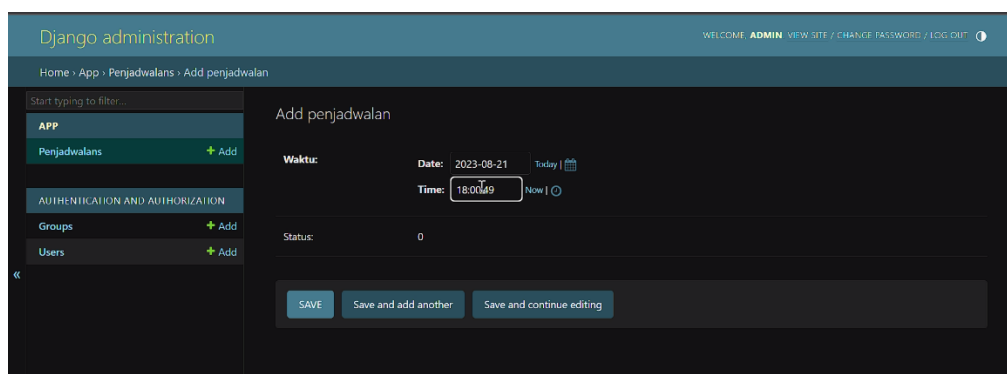 Django administration
WELCOME, ADMIN VIEW SITE / CHANGE PASSWORD / LOG OUT
Home › App › Penjadwalans › Add penjadwalan
Start typing to filter...
APP
Penjadwalans + Add
AUTHENTICATION AND AUTHORIZATION
Groups + Add
Users + Add
«
Add penjadwalan
Waktu:
Date: 2023-08-21 Today |
Time: 18:00:49 Now |
Status: 0
SAVE Save and add another Save and continue editing